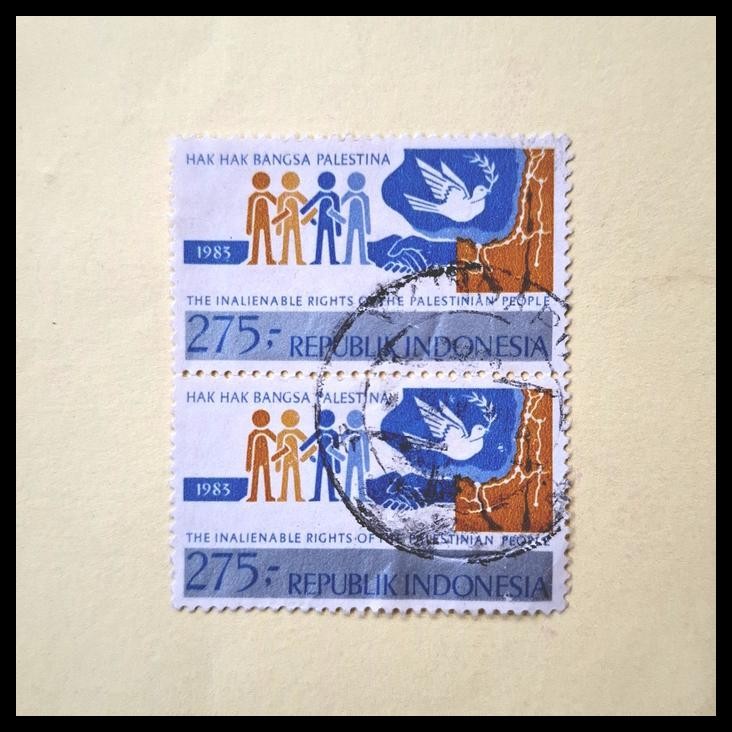 HAK HAK BANGSA PALESTINA
1983
THE INALIENABLE RIGHTS OF THE PALESTINIAN PEOPLE
275,- REPUBLIK INDONESIA
HAK HAK BANGSA PALESTINA
1983
THE INALIENABLE RIGHTS OF THE PALESTINIAN PEOPLE
275,- REPUBLIK INDONESIA